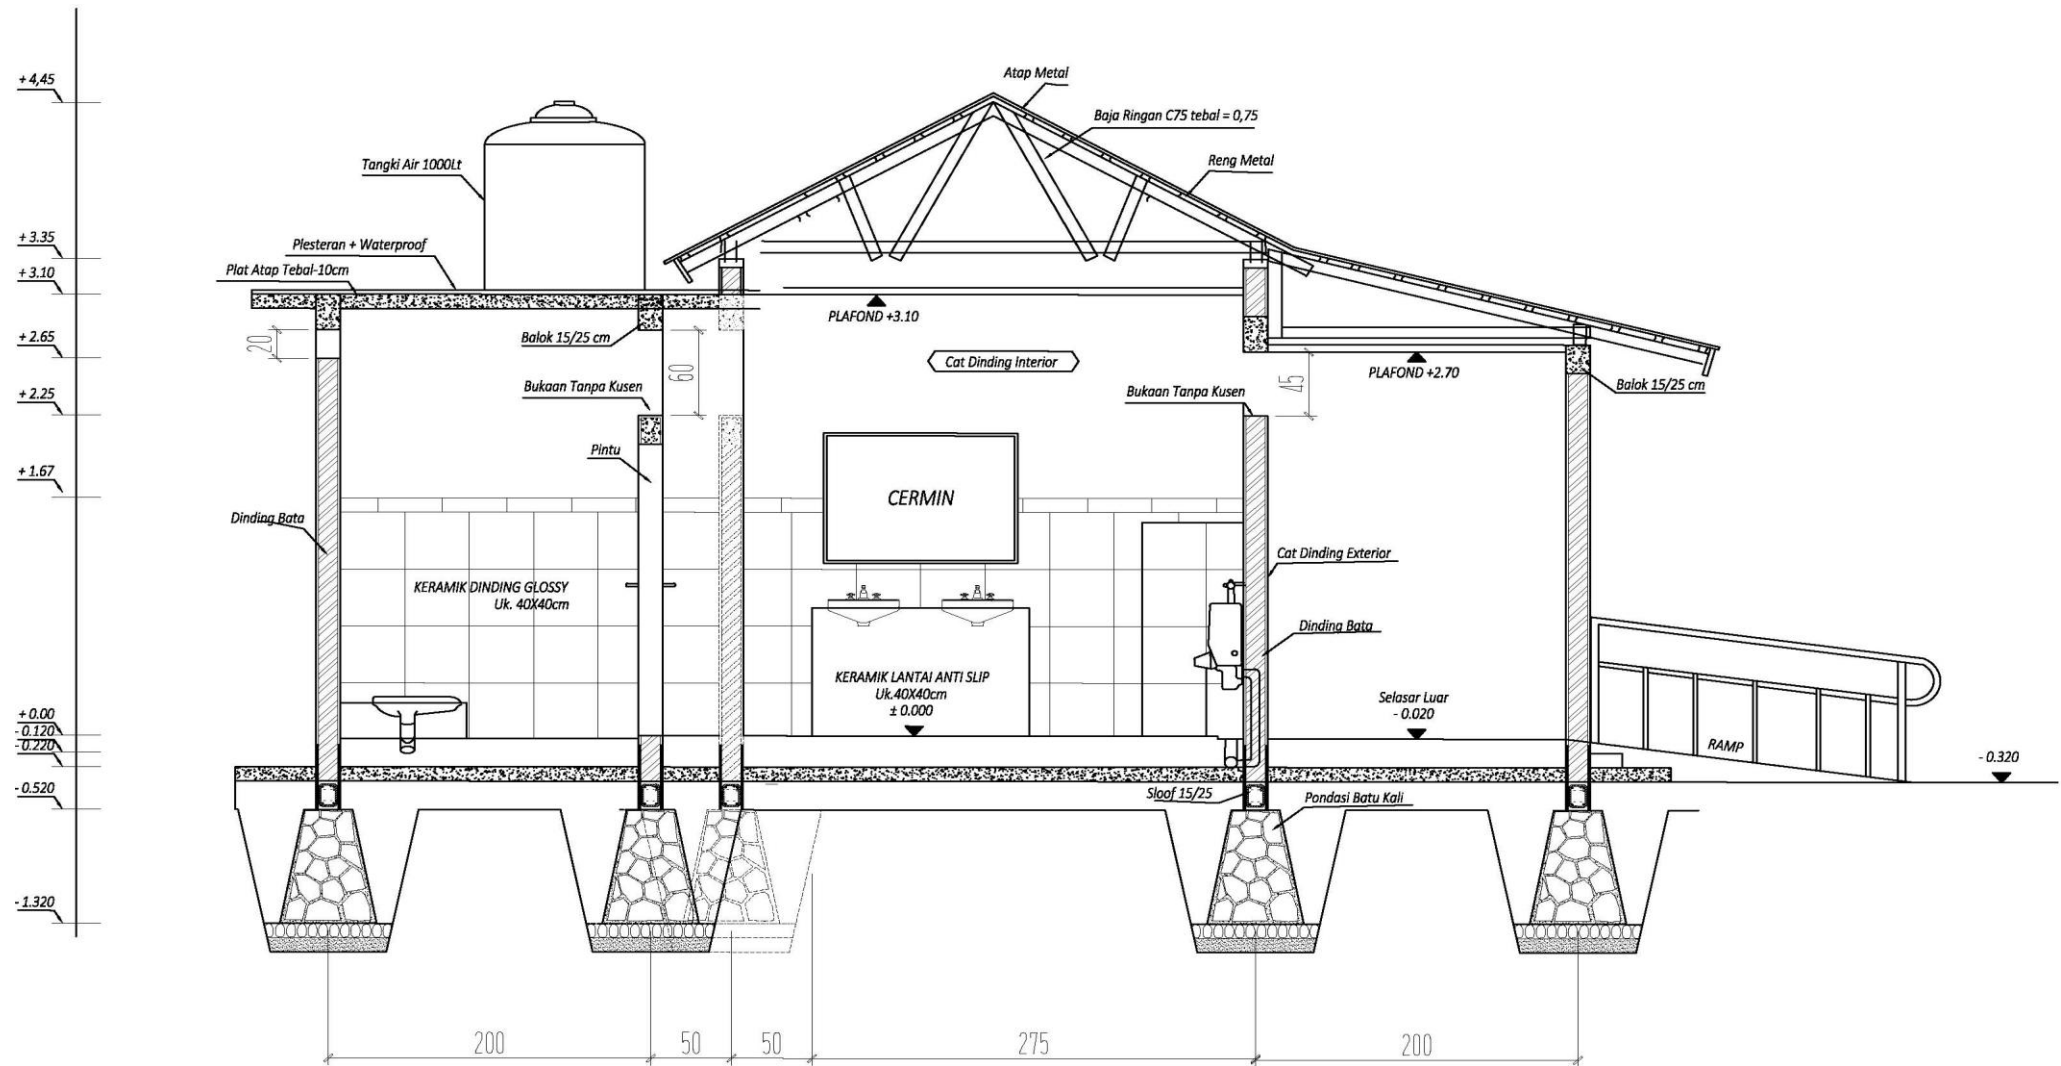 + 4,45
Atap Metal
Baja Ringan C75 tebal = 0,75
Tangki Air 1000Lt
Reng Metal
+ 3.35
Plesteran + Waterproof
Plat Atap Tebal-10cm
+ 3.10
PLAFOND +3.10
20
Balok 15/25 cm
+ 2.65
60
Cat Dinding Interior
45
PLAFOND +2.70
Balok 15/25 cm
Bukaan Tanpa Kusen
Bukaan Tanpa Kusen
+ 2.25
Pintu
+ 1.67
CERMIN
Dinding Bata
Cat Dinding Exterior
KERAMIK DINDING GLOSSY
Uk. 40X40cm
Dinding Bata
KERAMIK LANTAI ANTI SLIP
Uk.40X40cm
± 0.000
Selasar Luar
- 0.020
+ 0.00
- 0.120
- 0.220
RAMP
- 0.320
- 0.520
Sloof 15/25
Pondasi Batu Kali
- 1.320
200
50
50
275
200